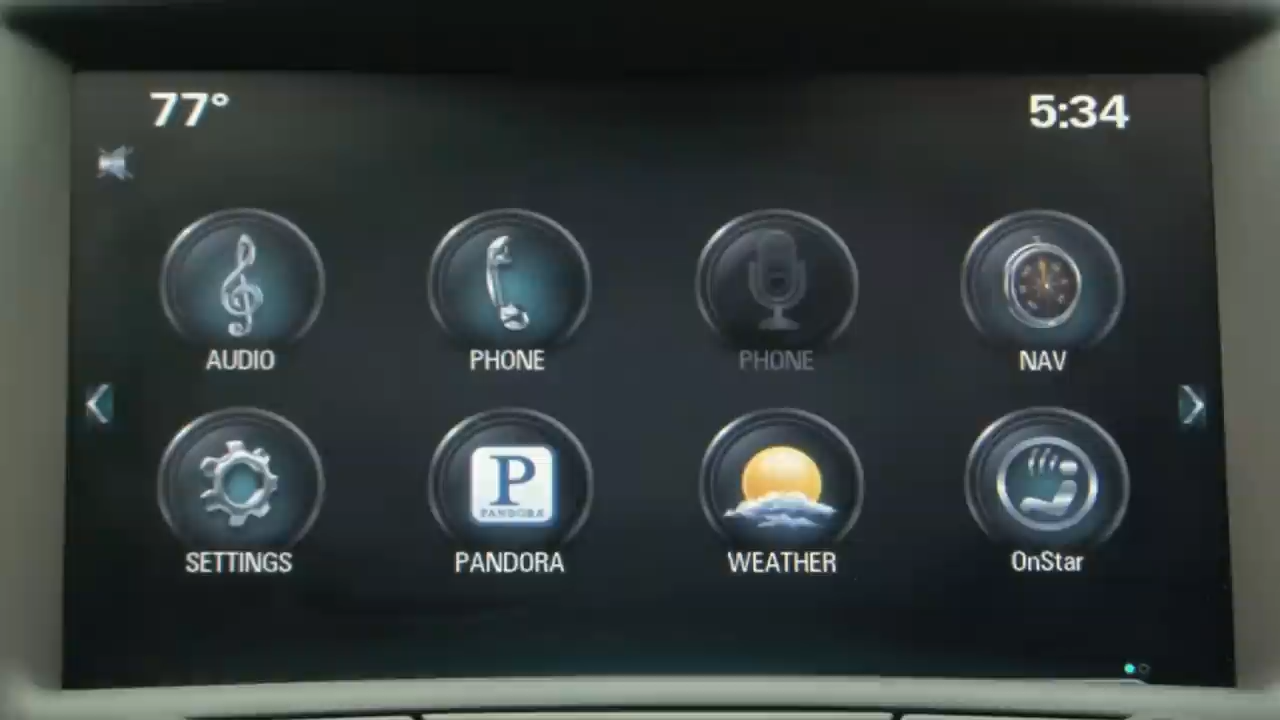 77° 5:34
AUDIO PHONE PHONE NAV
P
PANDORA
SETTINGS PANDORA WEATHER OnStar